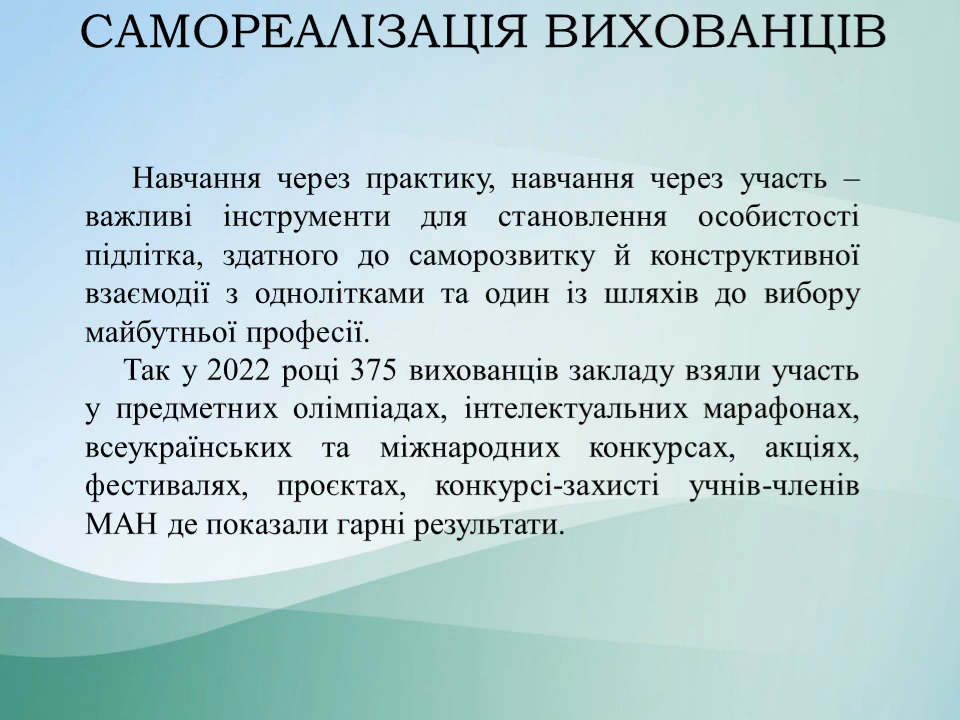 САМОРЕАЛІЗАЦІЯ ВИХОВАНЦІВ
Навчання через практику, навчання через участь –
важливі інструменти для становлення особистості
підлітка, здатного до саморозвитку й конструктивної
взаємодії з однолітками та один із шляхів до вибору
майбутньої професії.
Так у 2022 році 375 вихованців закладу взяли участь
у предметних олімпіадах, інтелектуальних марафонах,
всеукраїнських та міжнародних конкурсах, акціях,
фестивалях, проєктах, конкурсі-захисті учнів-членів
МАН де показали гарні результати.